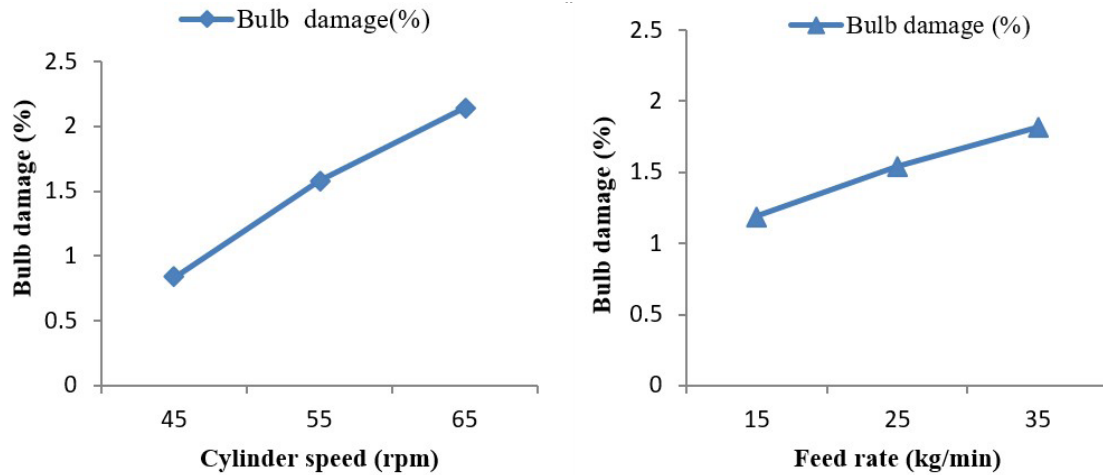 Bulb damage(%)
2.5
2
1.5
1
0.5
0
45 55 65
Bulb damage (%)
Cylinder speed (rpm)
Bulb damage (%)
2.5
2
1.5
1
0.5
0
15 25 35
Bulb damage (%)
Feed rate (kg/min)